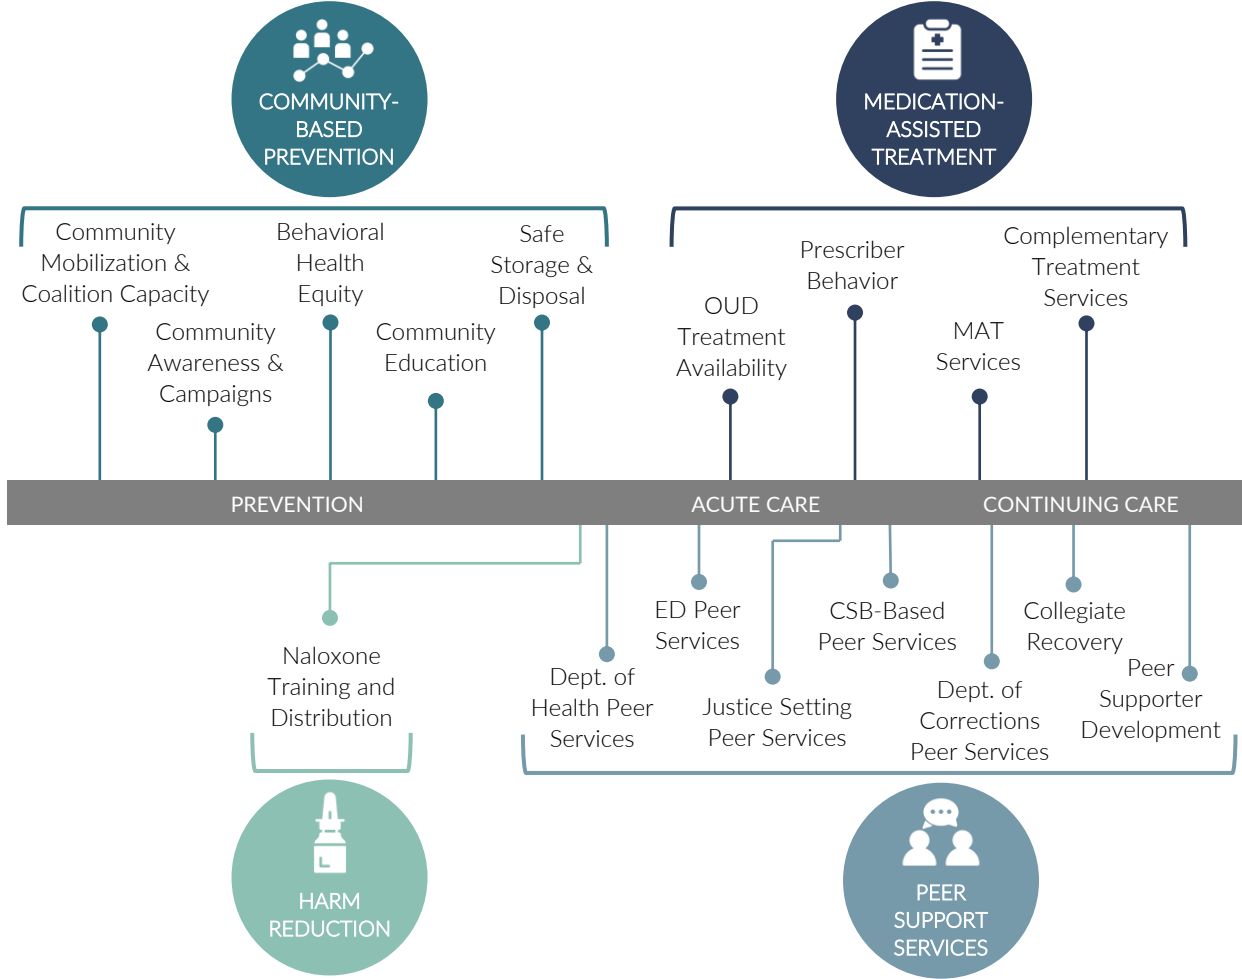 COMMUNITY-
BASED
PREVENTION
MEDICATION-
ASSISTED
TREATMENT
Community
Mobilization &
Coalition Capacity
Community
Awareness &
Campaigns
Behavioral
Health
Equity
Community
Education
Safe
Storage &
Disposal
OUD
Treatment
Availability
Prescriber
Behavior
MAT
Services
Complementary
Treatment
Services
PREVENTION
ACUTE CARE
CONTINUING CARE
Naloxone
Training and
Distribution
Dept. of
Health Peer
Services
ED Peer
Services
Justice Setting
Peer Services
CSB-Based
Peer Services
Dept. of
Corrections
Peer Services
Collegiate
Recovery
Peer
Supporter
Development
HARM
REDUCTION
PEER
SUPPORT
SERVICES